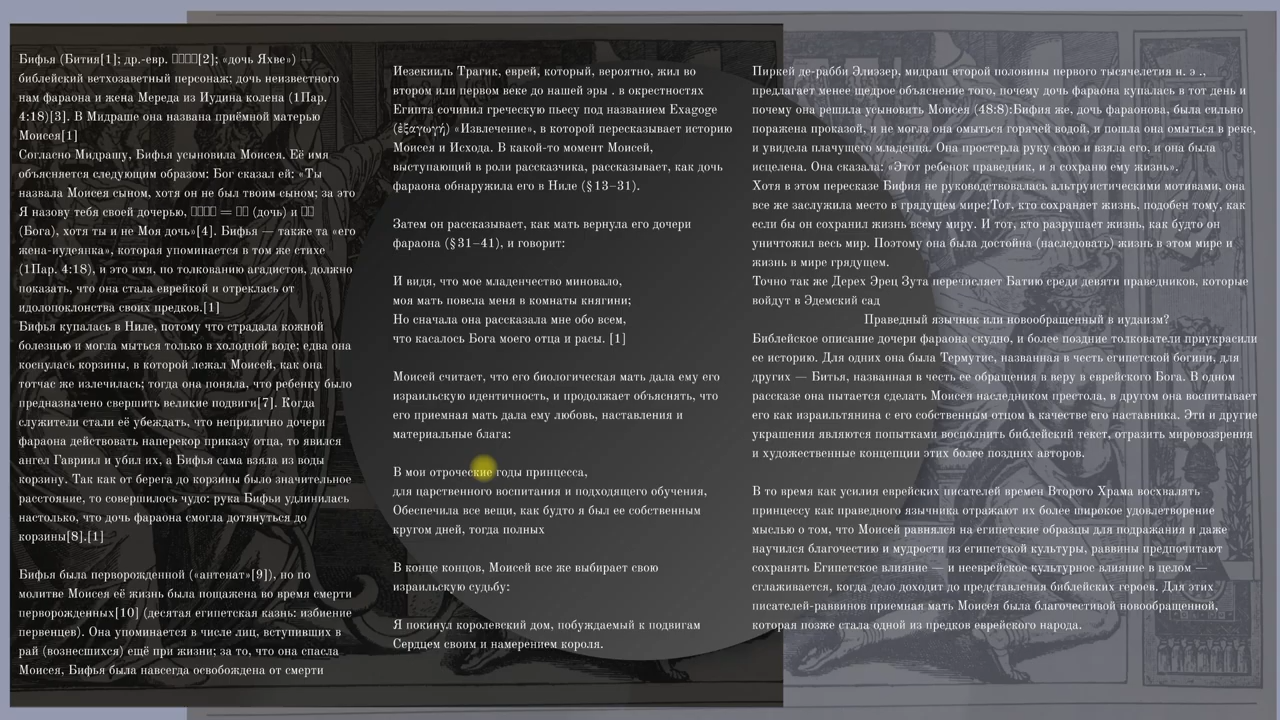 Бифья (Бития[1]; др.-евр. [2]; «дочь Яхве») —
библейский ветхозаветный персонаж; дочь неизвестного
нам фараона и жена Мереда из Иудина колена (1Пар.
4:18)[3]. В Мидраше она названа приёмной матерью
Моисея[1]
Согласно Мидрашу, Бифья усыновила Моисея. Её имя
объясняется следующим образом: Бог сказал ей: «Ты
назвала Моисея сыном, хотя он не был твоим сыном; за это
Я назову тебя своей дочерью, = (дочь) и
(Бога), хотя ты и не Моя дочь»[4]. Бифья — также та «его
жена-иудеянка», которая упоминается в том же стихе
(1Пар. 4:18), и это имя, по толкованию агадистов, должно
показать, что она стала еврейкой и отреклась от
идолопоклонства своих предков.[1]
Бифья купалась в Ниле, потому что страдала кожной
болезнью и могла мыться только в холодной воде; едва она
коснулась корзины, в которой лежал Моисей, как она
тотчас же излечилась; тогда она поняла, что ребенку было
предназначено свершить великие подвиги[7]. Когда
служители стали её убеждать, что неприлично дочери
фараона действовать наперекор приказу отца, то явился
ангел Гавриил и убил их, а Бифья сама взяла из воды
корзину. Так как от берега до корзины было значительное
расстояние, то совершилось чудо: рука Бифьи удлинилась
настолько, что дочь фараона смогла дотянуться до
корзины[8].[1]
Бифья была перворожденной («антенат»[9]), но по
молитве Моисея её жизнь была пощажена во время смерти
перворожденных[10] (десятая египетская казнь: избиение
первенцев). Она упоминается в числе лиц, вступивших в
рай (вознесшихся) ещё при жизни; за то, что она спасла
Моисея, Бифья была навсегда освобождена от смерти
Иезекииль Трагик, еврей, который, вероятно, жил во
втором или первом веке до нашей эры . в окрестностях
Египта сочинил греческую пьесу под названием Exagoge
(ἐξαγωγή) «Извлечение», в которой пересказывает историю
Моисея и Исхода. В какой-то момент Моисей,
выступающий в роли рассказчика, рассказывает, как дочь
фараона обнаружила его в Ниле (§13–31).
Затем он рассказывает, как мать вернула его дочери
фараона (§31–41), и говорит:
И видя, что мое младенчество миновало,
моя мать повела меня в комнаты княгини;
Но сначала она рассказала мне обо всем,
что касалось Бога моего отца и расы. [1]
Моисей считает, что его биологическая мать дала ему его
израильскую идентичность, и продолжает объяснять, что
его приемная мать дала ему любовь, наставления и
материальные блага:
В мои отроческие годы принцесса,
для царственного воспитания и подходящего обучения,
Обеспечила все вещи, как будто я был ее собственным
кругом дней, тогда полных
В конце концов, Моисей все же выбирает свою
израильскую судьбу:
Я покинул королевский дом, побуждаемый к подвигам
Сердцем своим и намерением короля.
Пиркей де-рабби Элиэзер, мидраш второй половины первого тысячелетия н. э ..
предлагает менее щедрое объяснение того, почему дочь фараона купалась в тот день и
почему она решила усыновить Моисея (48:8):Бифия же, дочь фараонова, была сильно
поражена проказой, и не могла она омыться горячей водой, и пошла она омыться в реке,
и увидела плачущего младенца. Она простерла руку свою и взяла его, и она была
исцелена. Она сказала: «Этот ребенок праведник, и я сохраню ему жизнь».
Хотя в этом пересказе Бифия не руководствовалась альтруистическими мотивами, она
все же заслужила место в грядущем мире:Тот, кто сохраняет жизнь, подобен тому, как
если бы он сохранил жизнь всему миру. И тот, кто разрушает жизнь, как будто он
уничтожил весь мир. Поэтому она была достойна (наследовать) жизнь в этом мире и
жизнь в мире грядущем.
Точно так же Дерех Эрец Зута перечисляет Батию среди девяти праведников, которые
войдут в Эдемский сад
Праведный язычник или новообращенный в иудаизм?
Библейское описание дочери фараона скудно, и более поздние толкователи приукрасили
ее историю. Для одних она была Термутис, названная в честь египетской богини, для
других — Битья, названная в честь ее обращения в веру в еврейского Бога. В одном
рассказе она пытается сделать Моисея наследником престола, в другом она воспитывает
его как израильтянина с его собственным отцом в качестве его наставника. Эти и другие
украшения являются попытками восполнить библейский текст, отразить мировоззрения
и художественные концепции этих более поздних авторов.
В то время как усилия еврейских писателей времен Второго Храма восхвалять
принцессу как праведного язычника отражают их более широкое удовлетворение
мыслью о том, что Моисей равнялся на египетские образцы для подражания и даже
научился благочестию и мудрости из египетской культуры, раввины предпочитают
сохранять Египетское влияние — и нееврейское культурное влияние в целом —
сглаживается, когда дело доходит до представления библейских героев. Для этих
писателей-раввинов приемная мать Моисея была благочестивой новообращенной,
которая позже стала одной из предков еврейского народа.